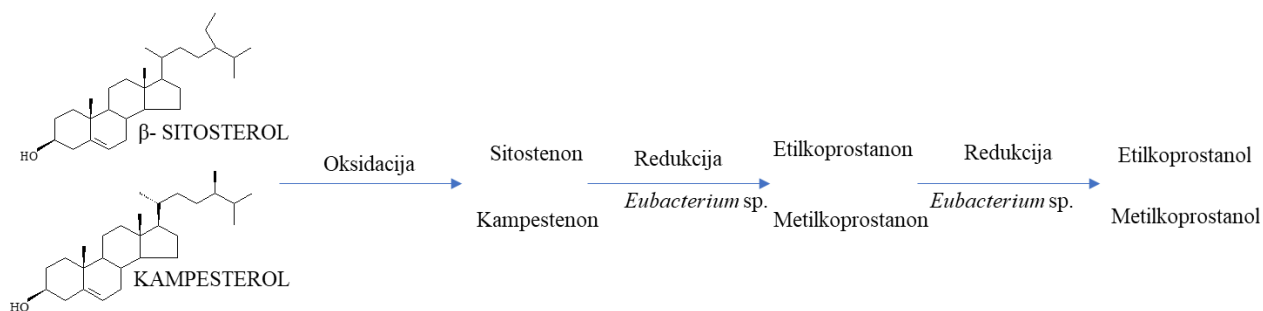 HO
β- SITOSTEROL
HO
KAMPESTEROL
Oksidacija
Sitostenon
Kampestenon
Redukcija
Eubacterium sp.
Etilkoprostanon
Metilkoprostanon
Redukcija
Eubacterium sp.
Etilkoprostanol
Metilkoprostanol